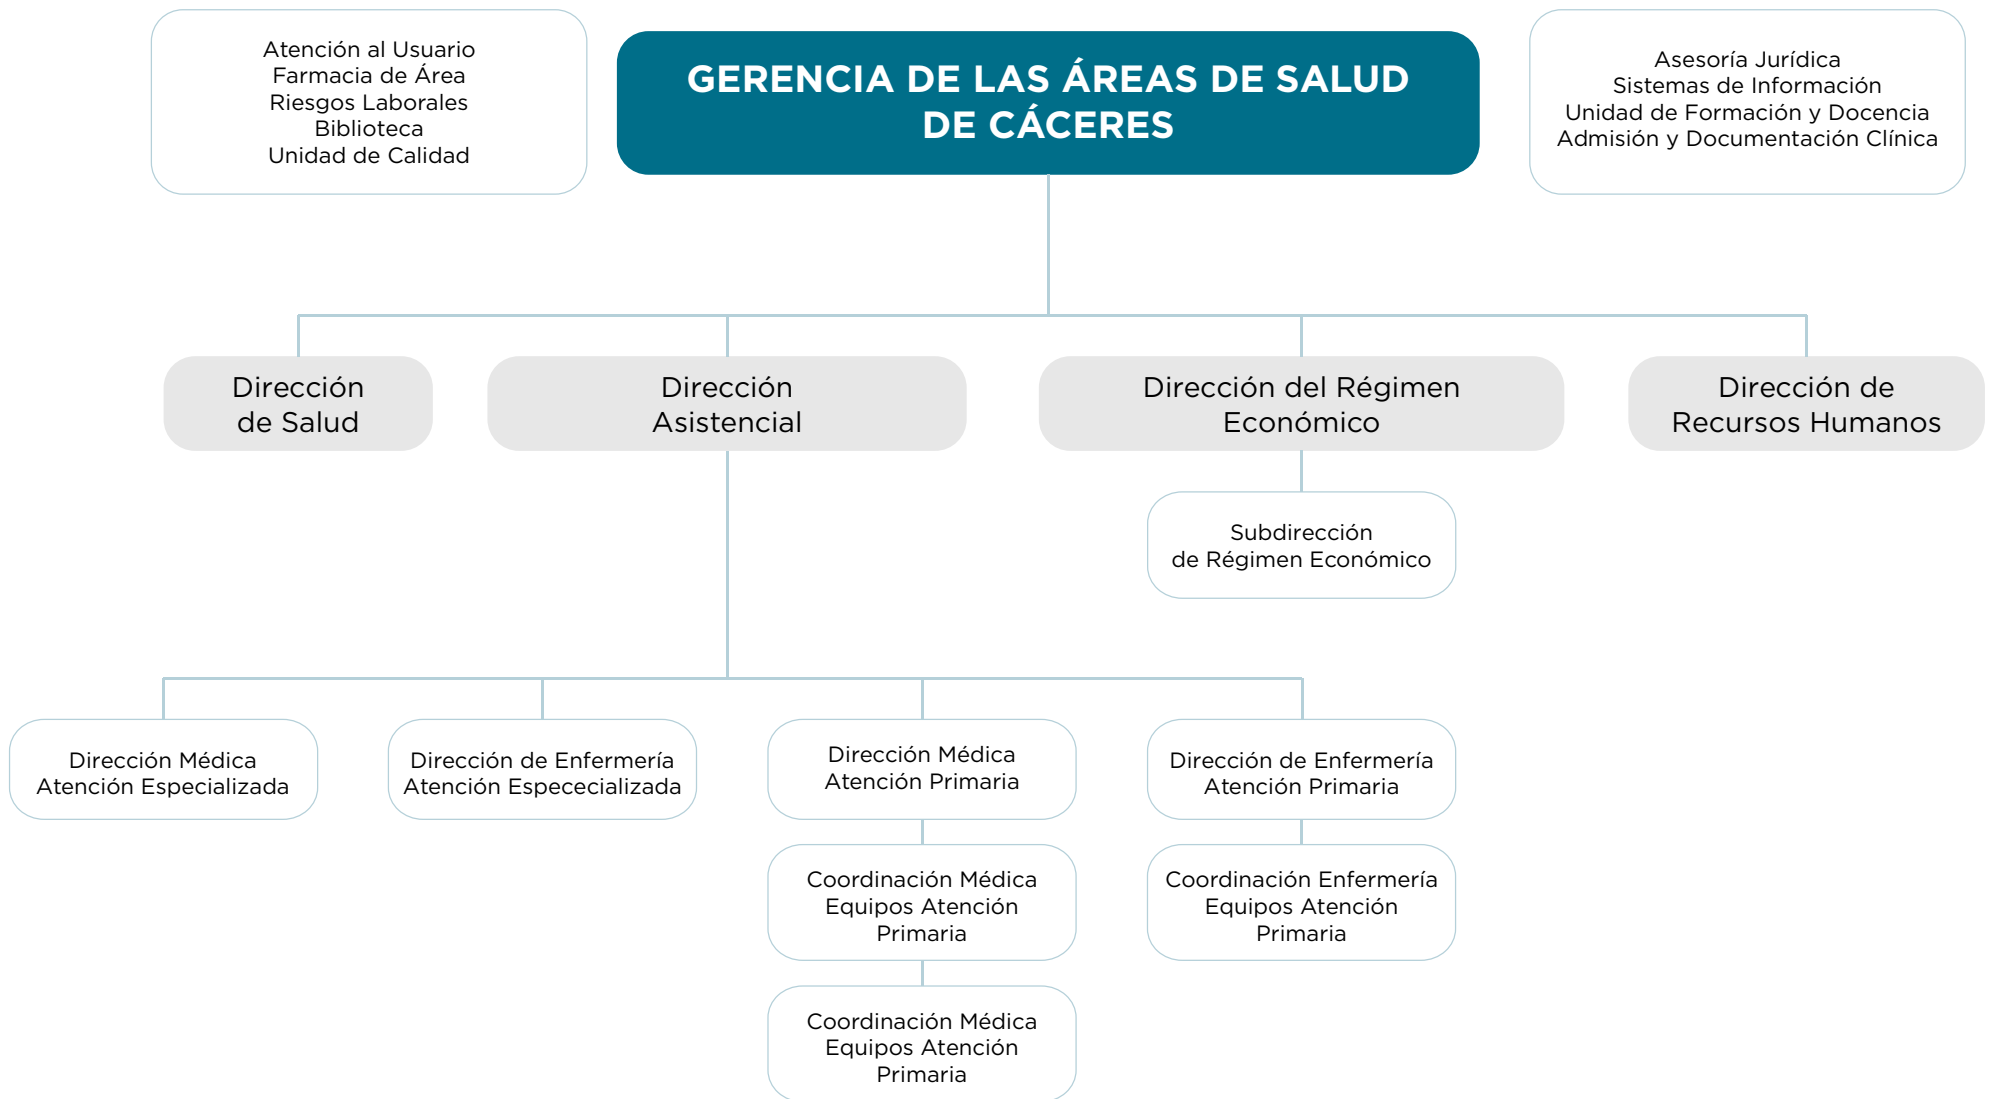 Atención al Usuario
Farmacia de Área
Riesgos Laborales
Biblioteca
Unidad de Calidad
GERENCIA DE LAS ÁREAS DE SALUD
DE CÁCERES
Asesoría Jurídica
Sistemas de Información
Unidad de Formación y Docencia
Admisión y Documentación Clínica
Dirección
de Salud
Dirección
Asistencial
Dirección del Régimen
Económico
Dirección de
Recursos Humanos
Subdirección
de Régimen Económico
Dirección Médica
Atención Especializada
Dirección de Enfermería
Atención Espececializada
Dirección Médica
Atención Primaria
Dirección de Enfermería
Atención Primaria
Coordinación Médica
Equipos Atención
Primaria
Coordinación Enfermería
Equipos Atención
Primaria
Coordinación Médica
Equipos Atención
Primaria